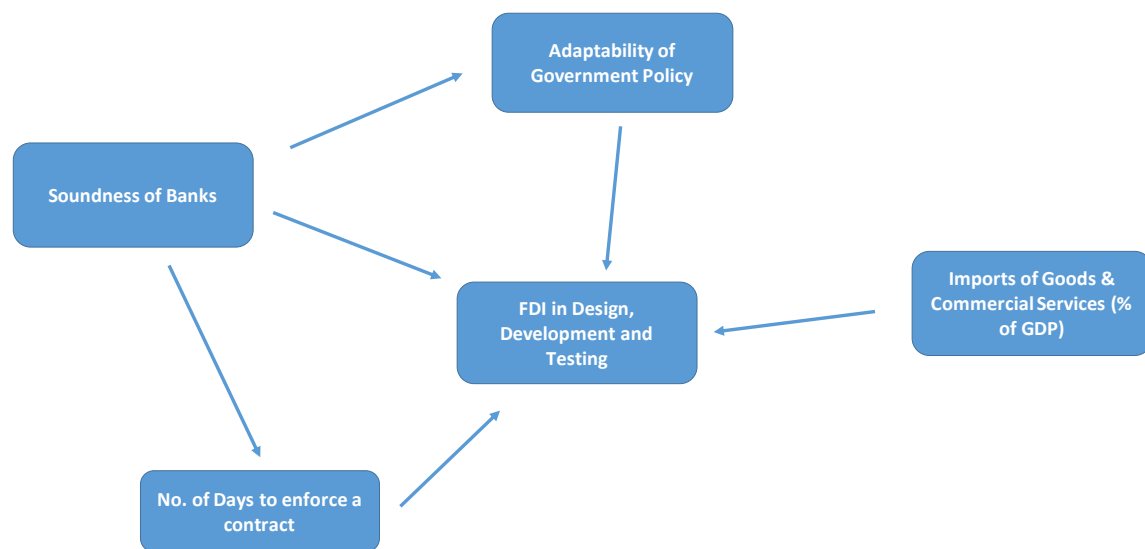 Adaptability of
Government Policy
Soundness of Banks
FDI in Design,
Development and
Testing
Imports of Goods &
Commercial Services (%
of GDP)
No. of Days to enforce a
contract